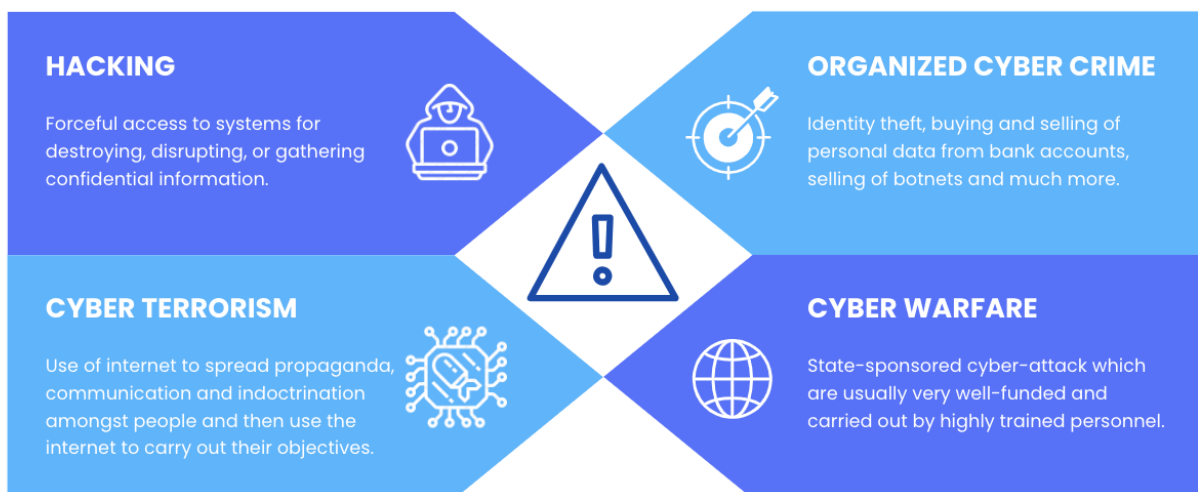 HACKING
Forceful access to systems for
destroying, disrupting, or gathering
confidential information.
ORGANIZED CYBER CRIME
Identity theft, buying and selling of
personal data from bank accounts,
selling of botnets and much more.
CYBER TERRORISM
Use of internet to spread propaganda,
communication and indoctrination
amongst people and then use the
internet to carry out their objectives.
CYBER WARFARE
State-sponsored cyber-attack which
are usually very well-funded and
carried out by highly trained personnel.